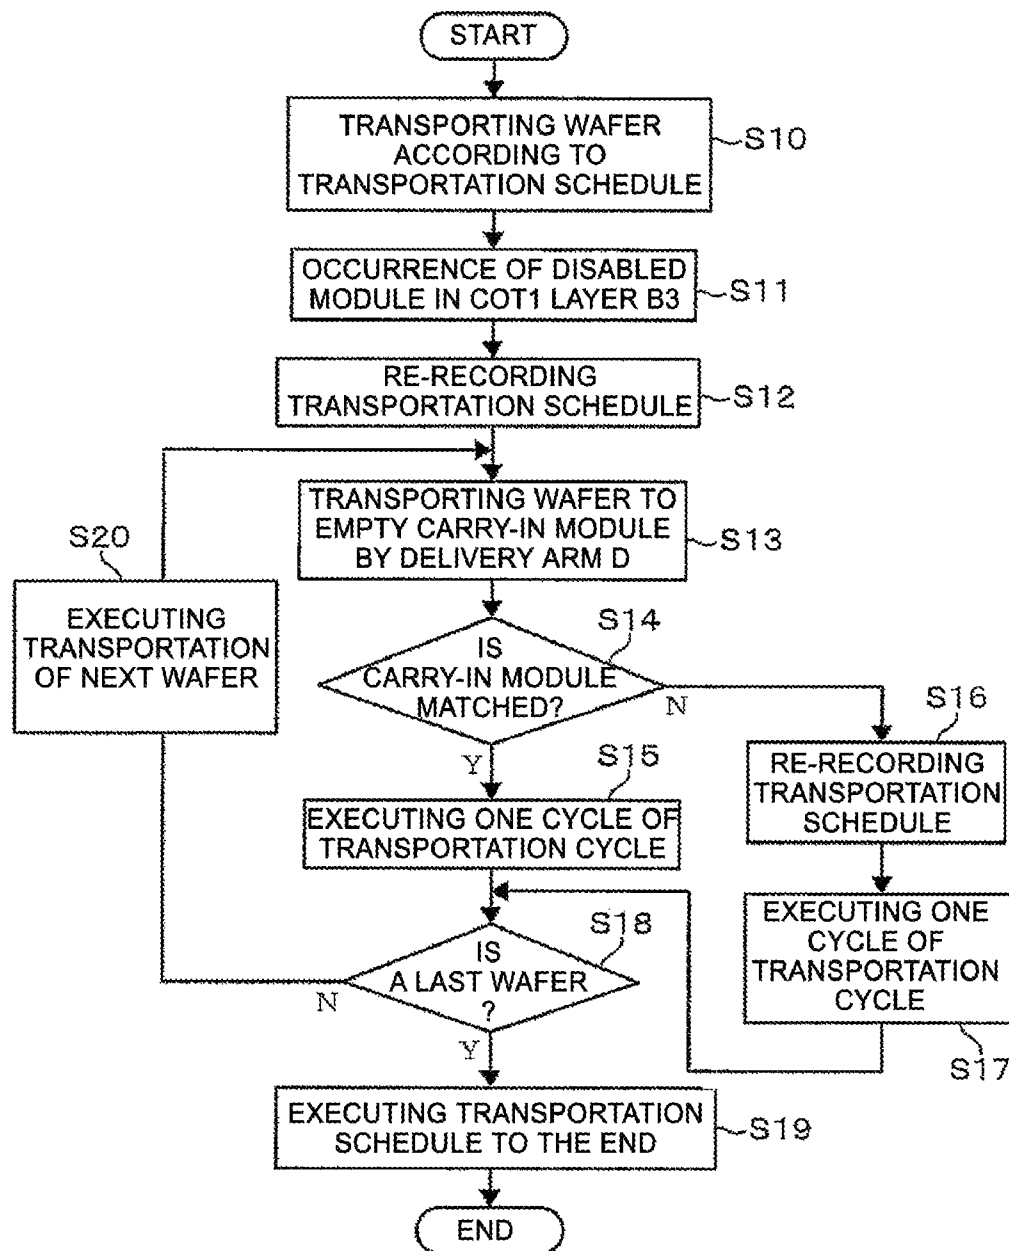 START
TRANSPORTING WAFER
ACCORDING TO
TRANSPORTATION SCHEDULE
S10
OCCURRENCE OF DISABLED
MODULE IN COT1 LAYER B3
S11
RE-RECORDING
TRANSPORTATION SCHEDULE
S12
TRANSPORTING WAFER TO
EMPTY CARRY-IN MODULE
BY DELIVERY ARM D
S13
S20
EXECUTING
TRANSPORTATION
OF NEXT WAFER
S14
IS
CARRY-IN MODULE
MATCHED?
N
Y
S16
RE-RECORDING
TRANSPORTATION
SCHEDULE
S15
EXECUTING ONE CYCLE OF
TRANSPORTATION CYCLE
EXECUTING ONE
CYCLE OF
TRANSPORTATION
CYCLE
S17
S18
IS
A LAST WAFER
?
N
Y
EXECUTING TRANSPORTATION
SCHEDULE TO THE END
S19
END